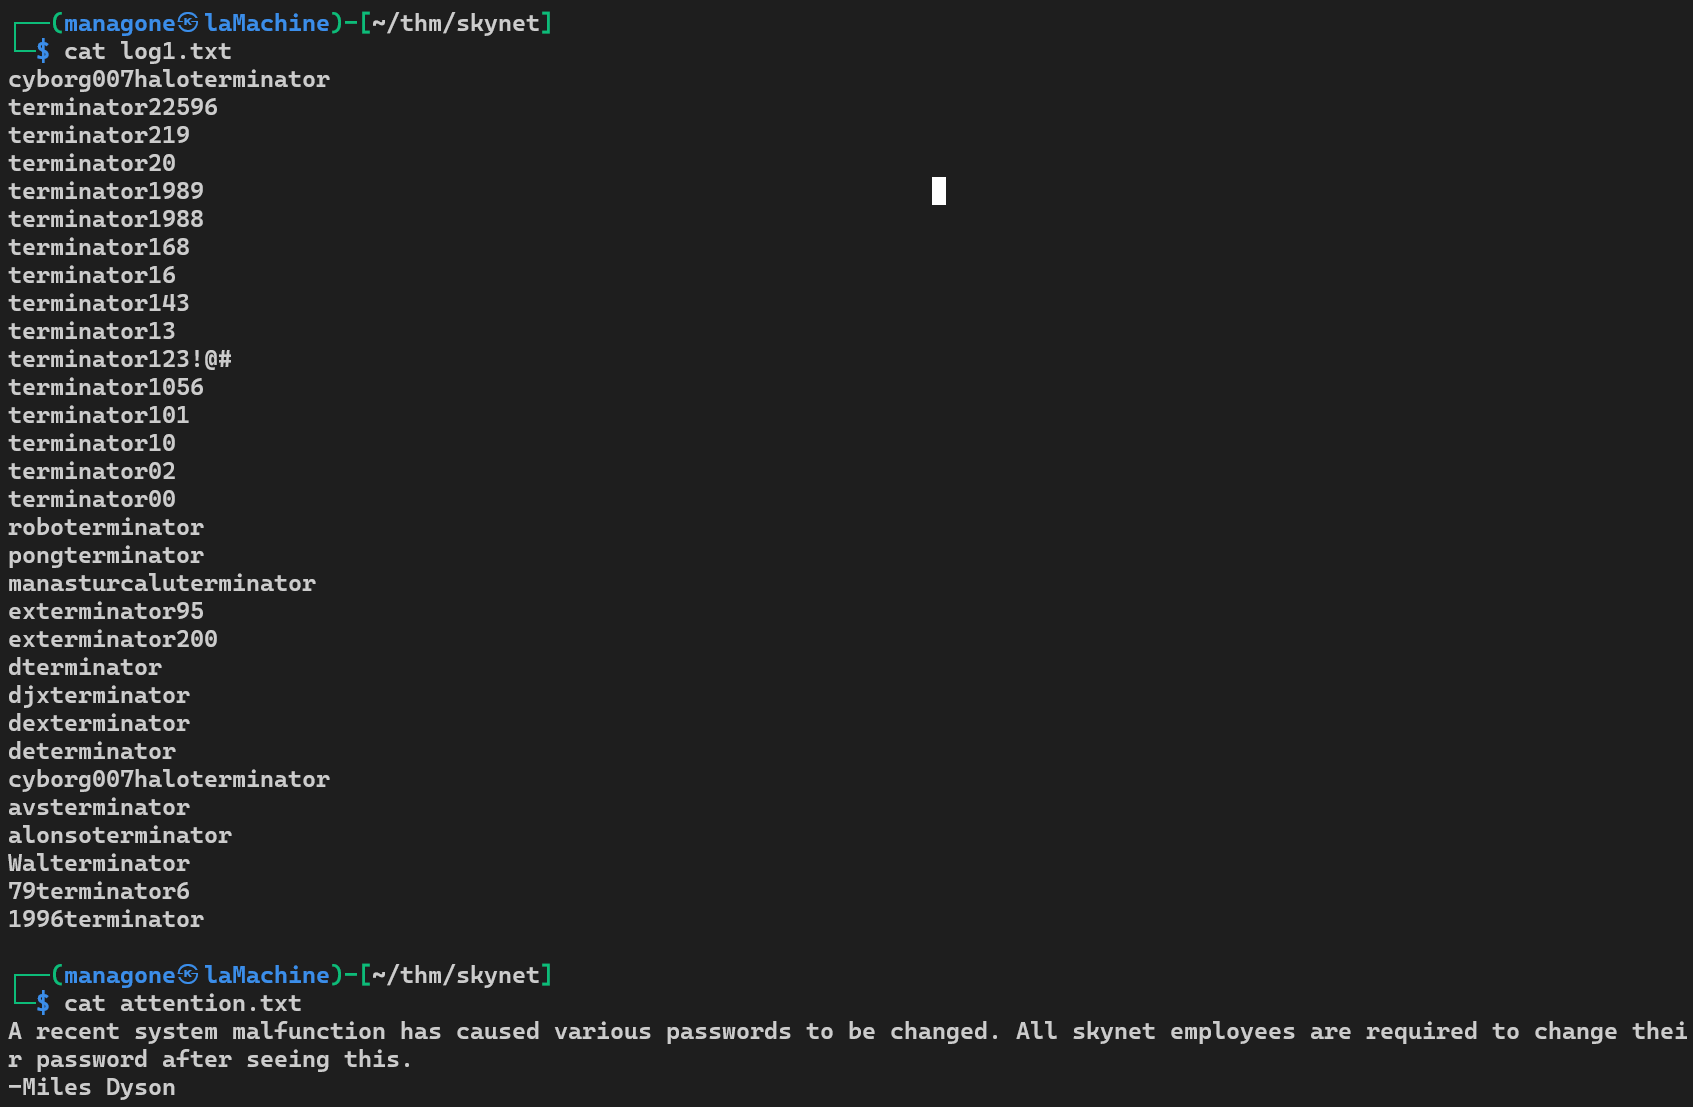 ┌──(managone㉿laMachine)-[~/thm/skynet]
└─$ cat log1.txt
cyborg007haloterminator
terminator22596
terminator219
terminator20
terminator1989
terminator1988
terminator168
terminator16
terminator143
terminator13
terminator123!@#
terminator1056
terminator101
terminator10
terminator02
terminator00
roboterminator
pongterminator
manasturcaluterminator
exterminator95
exterminator200
dterminator
djxterminator
dexterminator
determinator
cyborg007haloterminator
avsterminator
alonsoterminator
Walterminator
79terminator6
1996terminator
┌──(managone㉿laMachine)-[~/thm/skynet]
└─$ cat attention.txt
A recent system malfunction has caused various passwords to be changed. All skynet employees are required to change thei
r password after seeing this.
-Miles Dyson